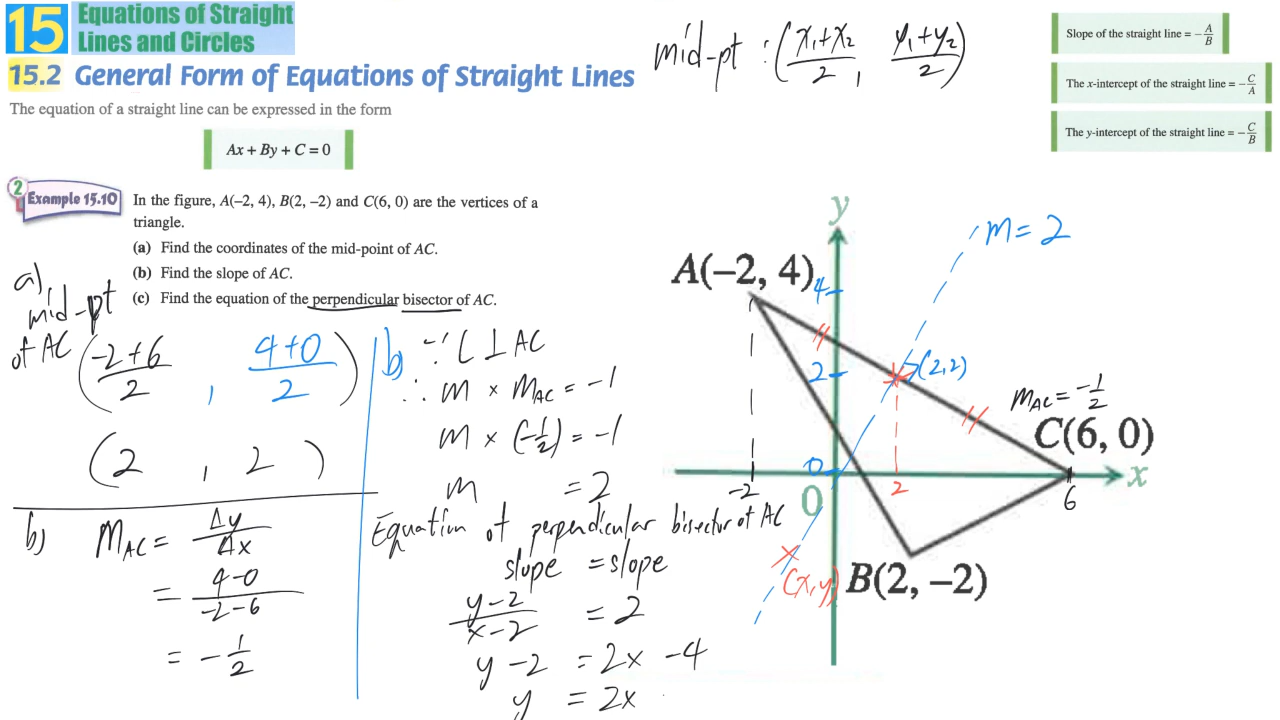 15 Equations of Straight
Lines and Circles
15.2 General Form of Equations of Straight Lines
The equation of a straight line can be expressed in the form
Ax + By + C = 0
mid-pt : (x₁+x₂/2, y₁+y₂/2)
Slope of the straight line = -A/B
The x-intercept of the straight line = -C/A
The y-intercept of the straight line = -C/B
2
Example 15.10
In the figure, A(–2, 4), B(2, –2) and C(6, 0) are the vertices of a
triangle.
(a) Find the coordinates of the mid-point of AC.
(b) Find the slope of AC.
(c) Find the equation of the perpendicular bisector of AC.
a)
mid-pt
of AC (-2+6/2, 4+0/2)
(2, 2)
b) M_AC = Δy/Δx
= 4-0/-2-6
= -1/2
b) ∵ L ⊥ AC
∴ m × M_AC = -1
m × (-1/2) = -1
m = 2
Equation of perpendicular bisector of AC
slope = slope
y-2/x-2 = 2
y - 2 = 2x - 4
y = 2x
y
m = 2
A(–2, 4)
4
2
(2,2)
M_AC = -1/2
C(6, 0)
0
x
-2
0
2
6
(x,y)
B(2, –2)